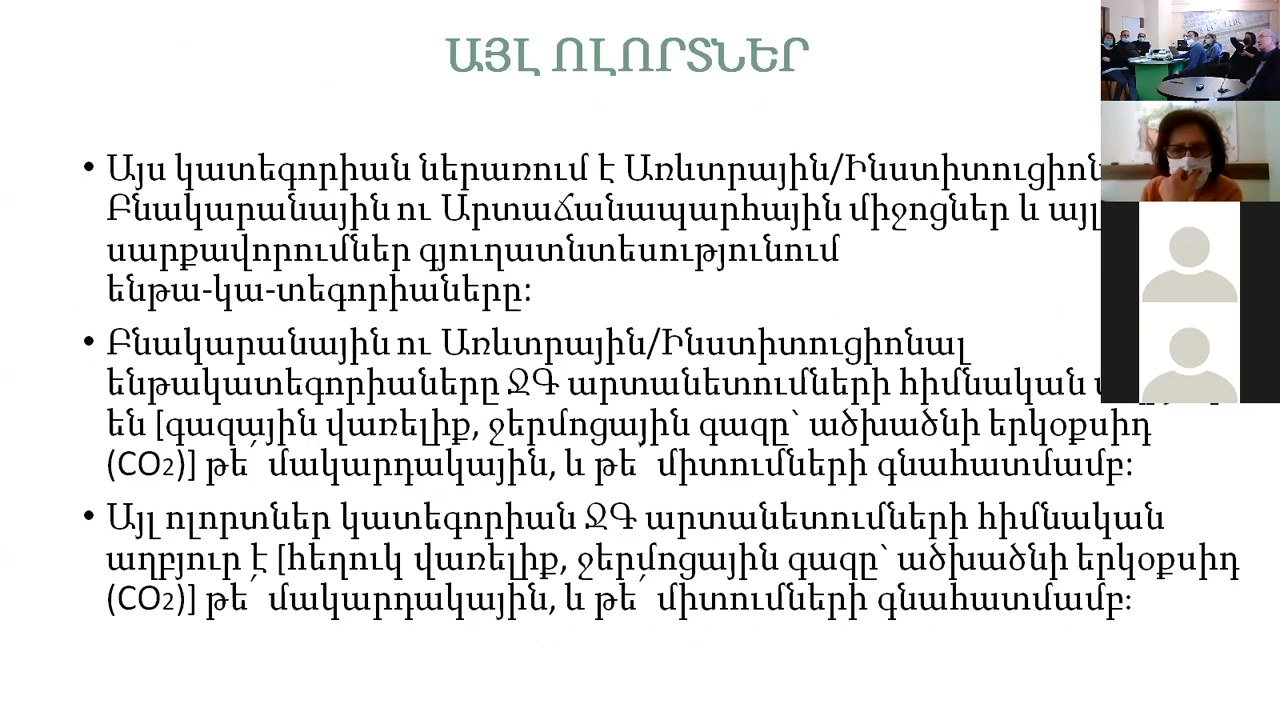 ԱՅԼ ՈԼՈՐՏՆԵՐ
• Այս կատեգորիան ներառում է
Բնակարանային ու Արտաճանապարհային միջոցներ և այլ
սարքավորումներ գյուղատնտեսությունում
ենթա-կա-տեգորիաները։
• Բնակարանային ու Առևտրային/Ինստիտուցիոնալ
ենթակատեգորիաները ՋԳ արտանետումների հիմնական
են [գազային վառելիք, ջերմոցային գազը՝ ածխածնի երկօքսիդ
(CO2)] թե՛ մակարդակային, և թե՛ միտումների գնահատմամբ։
• Այլ ոլորտներ կատեգորիան ՋԳ արտանետումների հիմնական
աղբյուր է [հեղուկ վառելիք, ջերմոցային գազը՝ ածխածնի երկօքսիդ
(CO2)] թե՛ մակարդակային, և թե՛ միտումների գնահատմամբ։